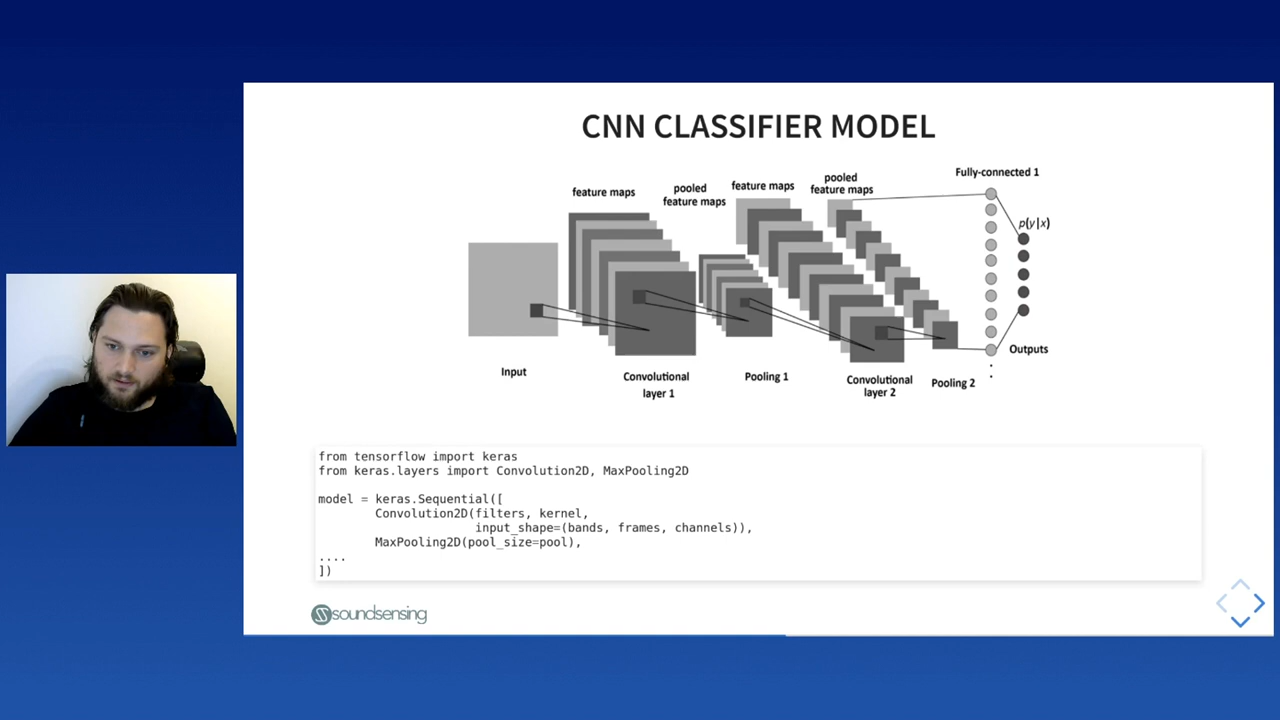 CNN CLASSIFIER MODEL
feature maps
pooled
feature maps
feature maps
pooled
feature maps
Fully-connected 1
p(y|x)
Input
Convolutional
layer 1
Pooling 1
Convolutional
layer 2
Pooling 2
Outputs
from tensorflow import keras
from keras.layers import Convolution2D, MaxPooling2D
model = keras.Sequential([
Convolution2D(filters, kernel,
input_shape=(bands, frames, channels)),
MaxPooling2D(pool_size=pool),
....
])
soundsensing